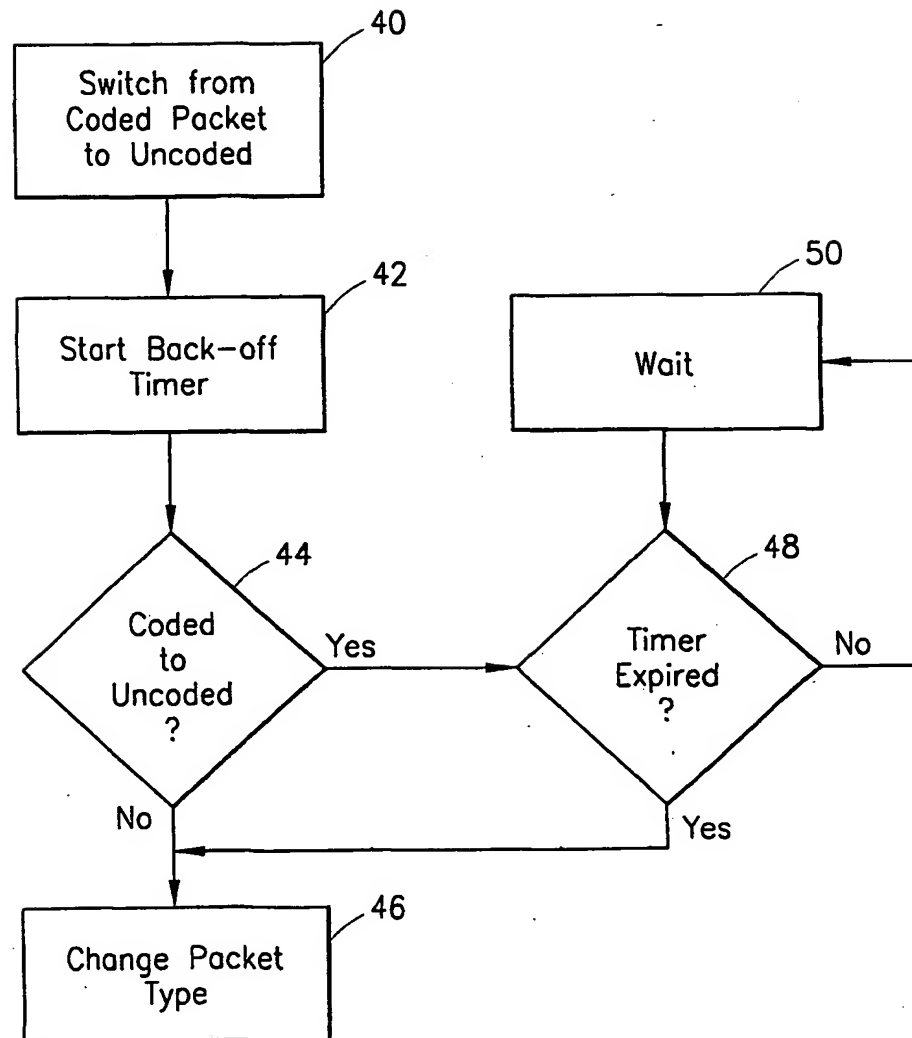 40
Switch from
Coded Packet
to Uncoded
42
Start Back-off
Timer
50
Wait
44
Coded
to
Uncoded
?
Yes
No
48
Timer
Expired
?
No
Yes
46
Change Packet
Type